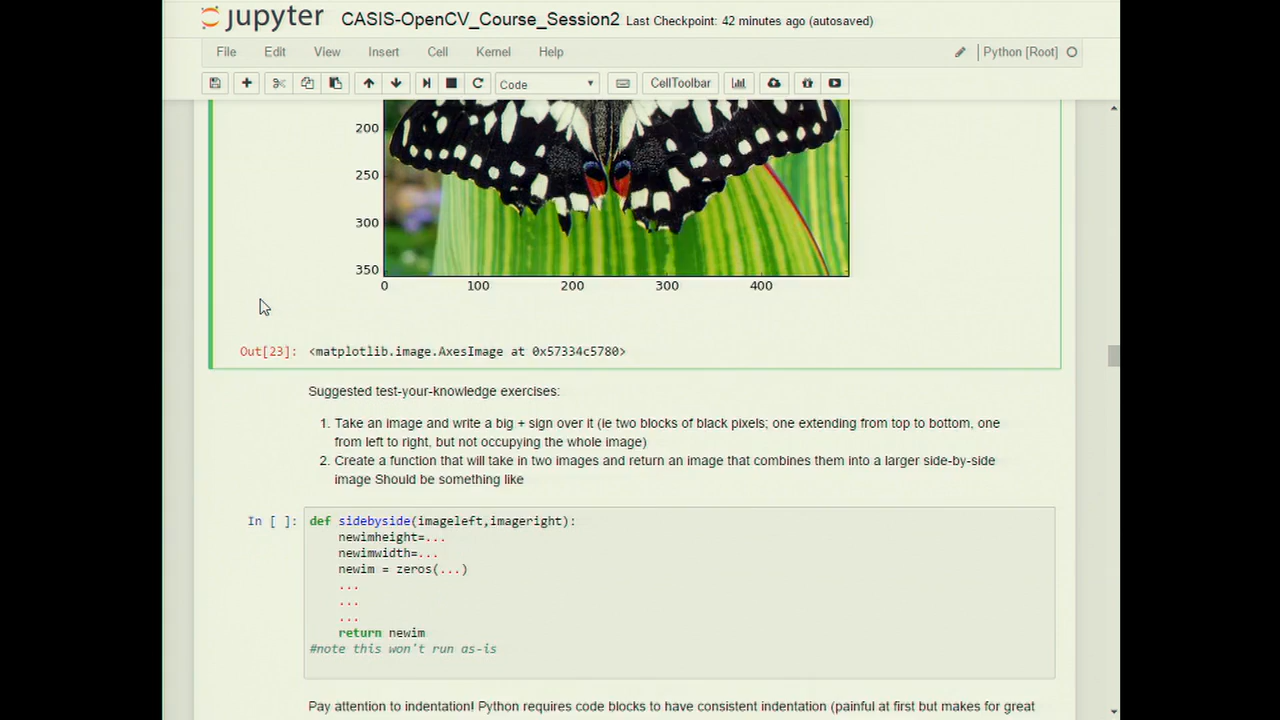 jupyter CASIS-OpenCV_Course_Session2 Last Checkpoint: 42 minutes ago (autosaved)
File Edit View Insert Cell Kernel Help Python [Root]
Code CellToolbar
200
250
300
350
0 100 200 300 400
Out[23]: <matplotlib.image.AxesImage at 0x57334c5780>
Suggested test-your-knowledge exercises:
1. Take an image and write a big + sign over it (ie two blocks of black pixels; one extending from top to bottom, one
from left to right, but not occupying the whole image)
2. Create a function that will take in two images and return an image that combines them into a larger side-by-side
image Should be something like
In [ ]: def sidebyside(imageleft,imageright):
newimheight=...
newimwidth=...
newim = zeros(...)
...
...
...
return newim
#note this won't run as-is
Pay attention to indentation! Python requires code blocks to have consistent indentation (painful at first but makes for great